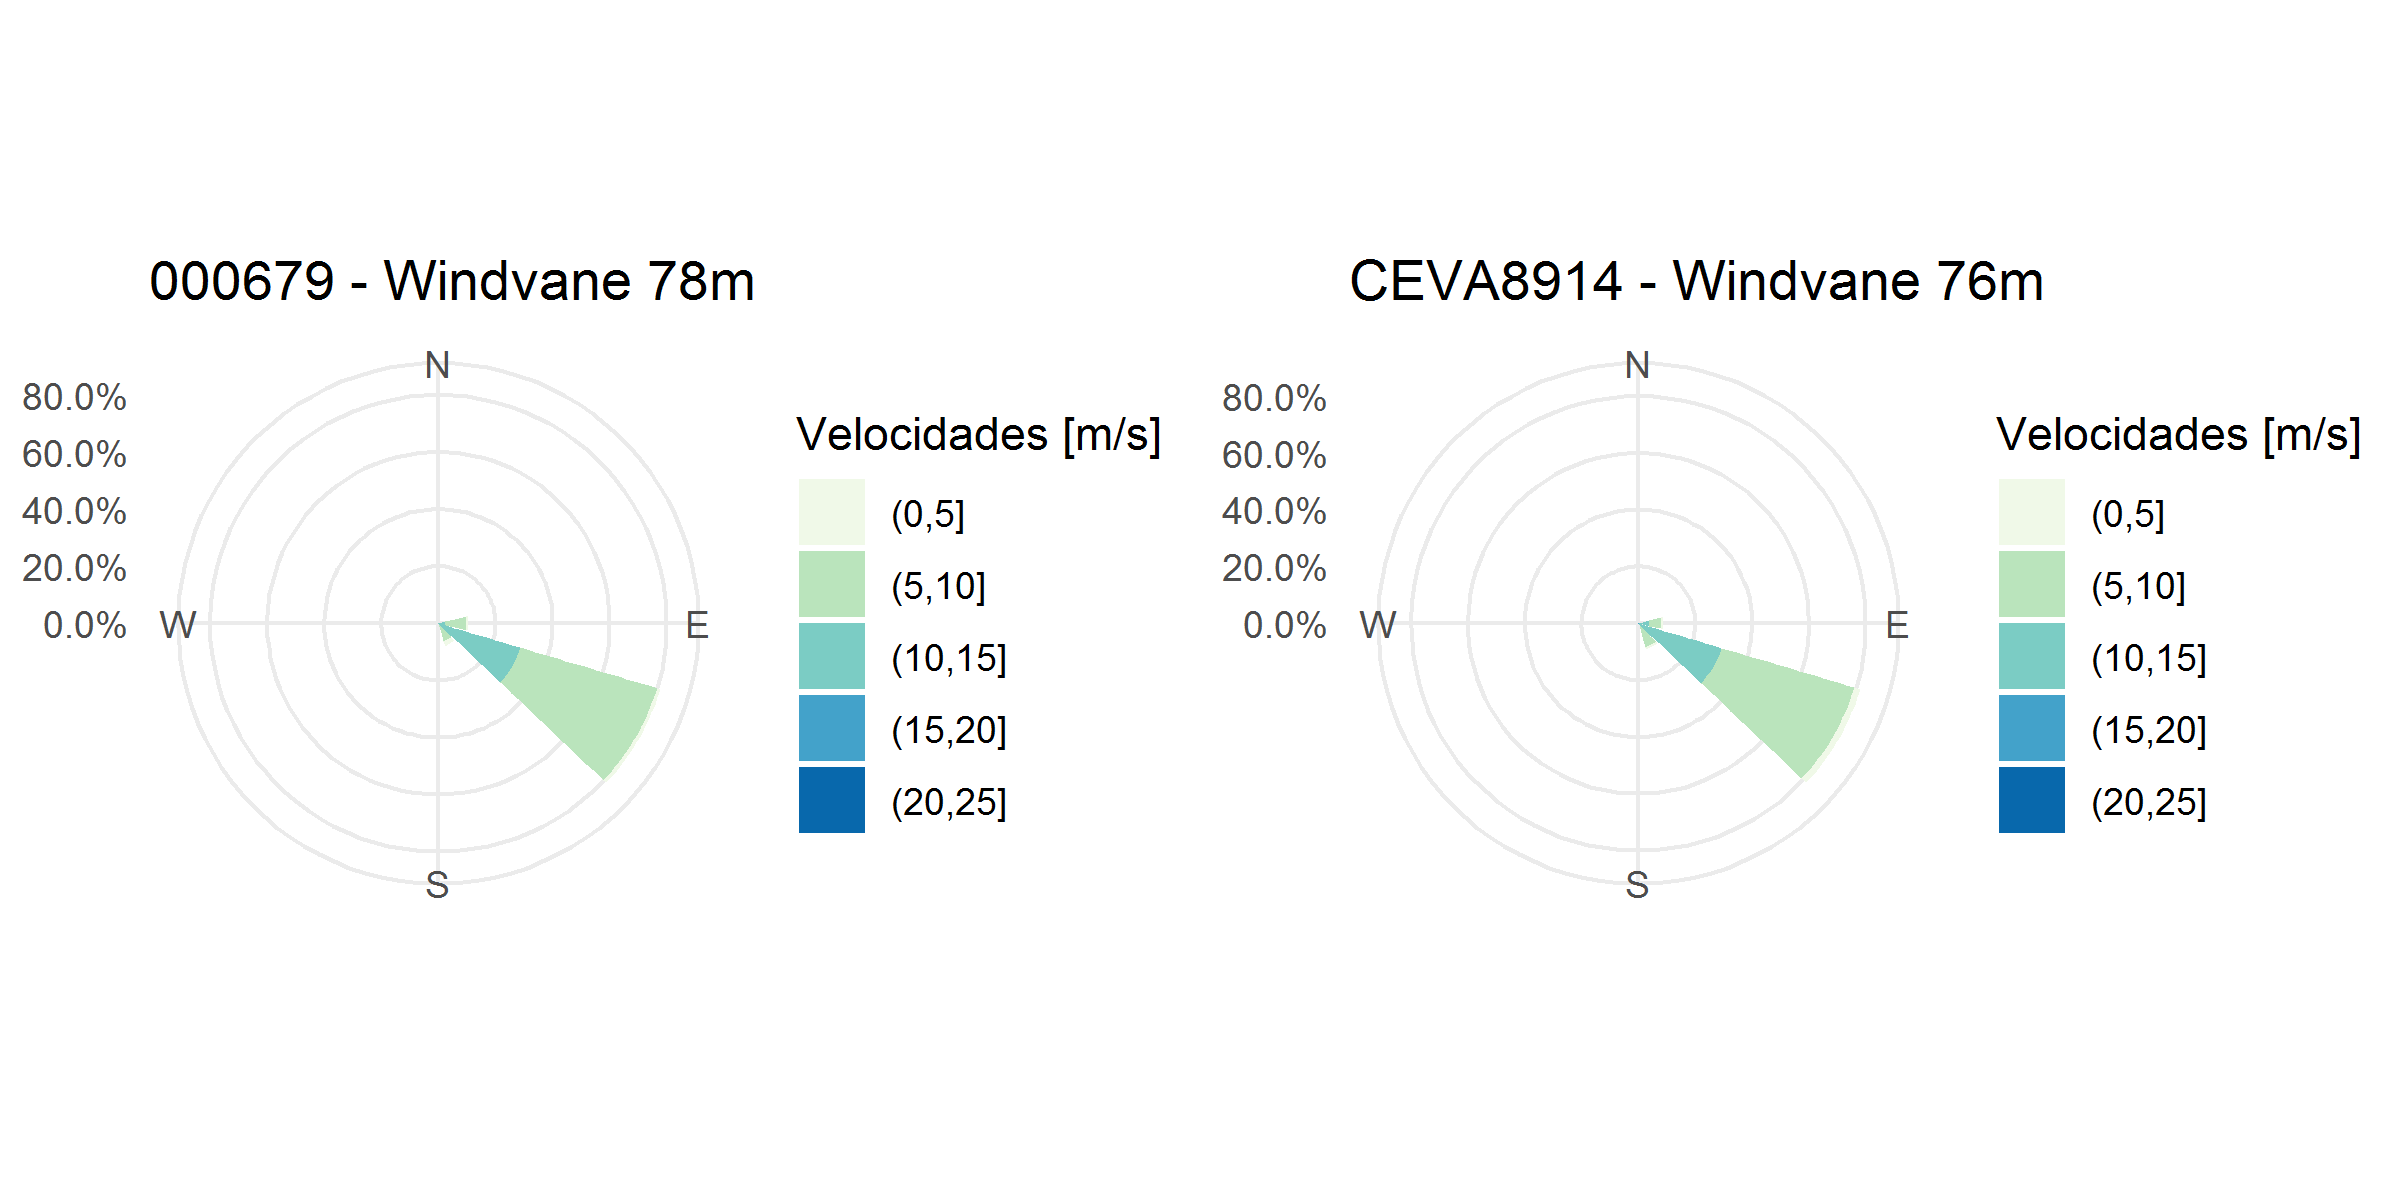 000679 - Windvane 78m
N
80.0%
60.0%
40.0%
20.0%
0.0%
W
E
S
Velocidades [m/s]
(0,5]
(5,10]
(10,15]
(15,20]
(20,25]
CEVA8914 - Windvane 76m
N
80.0%
60.0%
40.0%
20.0%
0.0%
W
E
S
Velocidades [m/s]
(0,5]
(5,10]
(10,15]
(15,20]
(20,25]